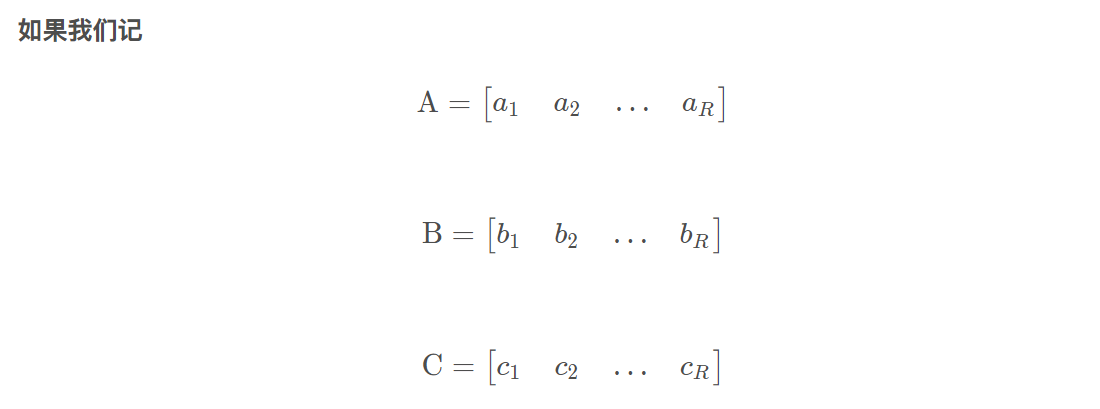 如果我们记
A = [a₁ a₂ … a_R]
B = [b₁ b₂ … b_R]
C = [c₁ c₂ … c_R]